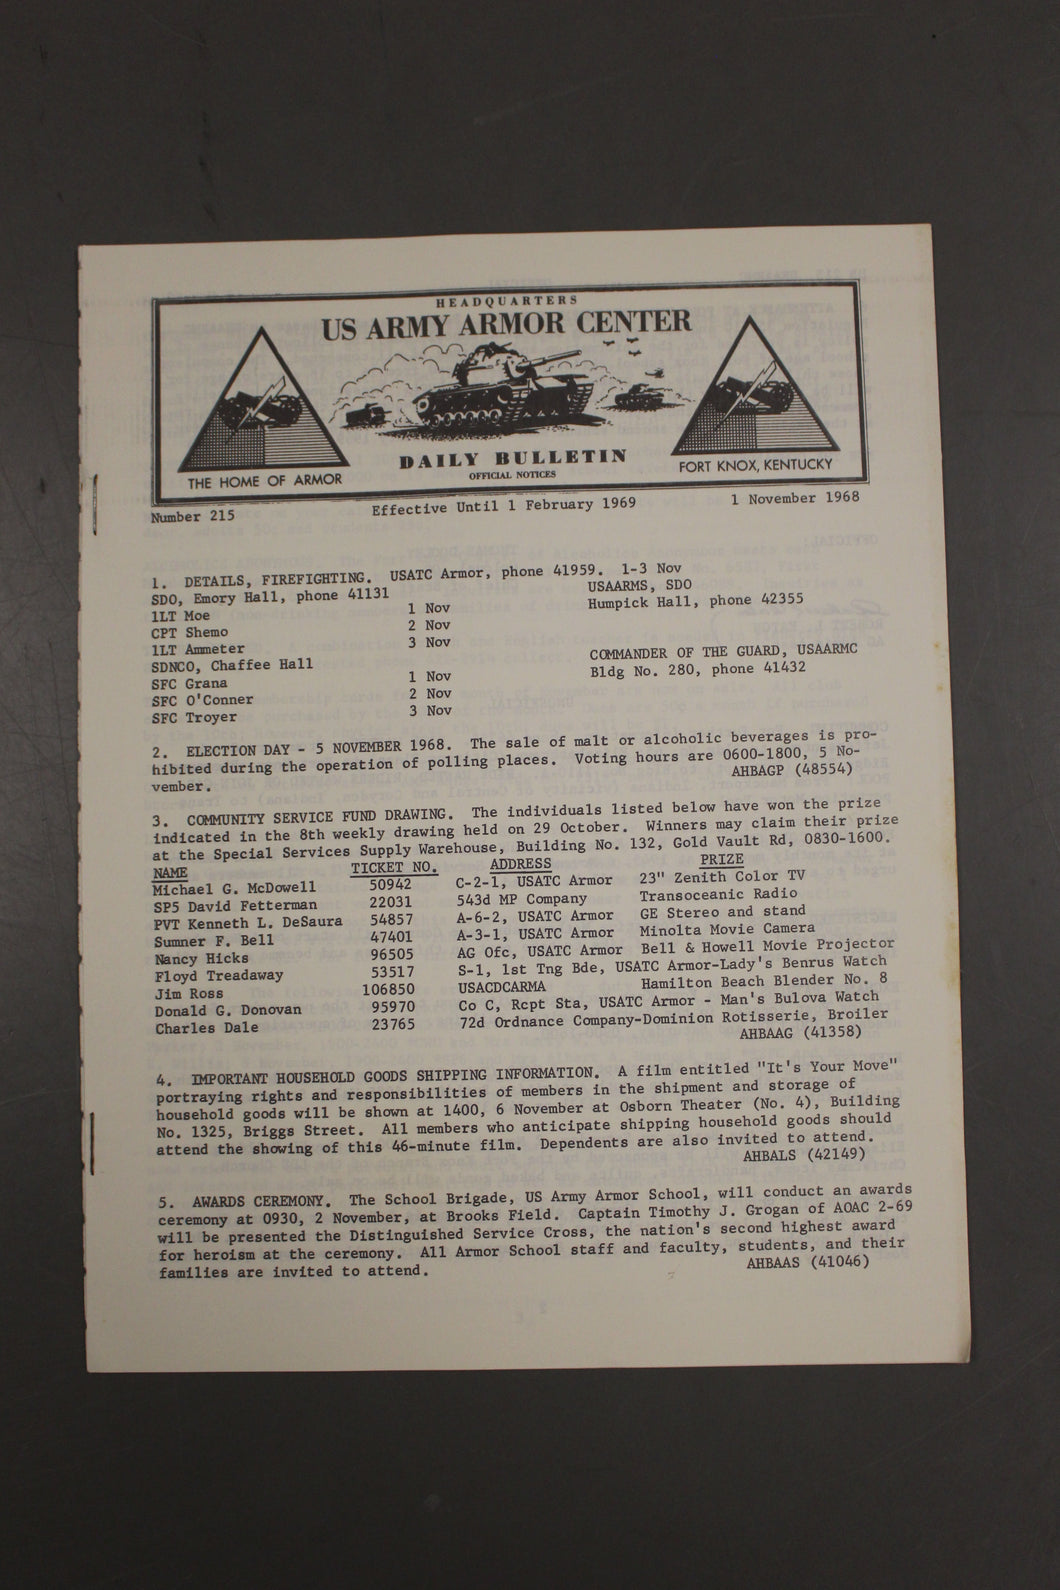 HEADQUARTERS
US ARMY ARMOR CENTER
DAILY BULLETIN
OFFICIAL NOTICES
THE HOME OF ARMOR
FORT KNOX, KENTUCKY
Number 215 Effective Until 1 February 1969 1 November 1968
1. DETAILS, FIREFIGHTING. USATC Armor, phone 41959. 1-3 Nov
SDO, Emory Hall, phone 41131 USAARMS, SDO
1LT Moe 1 Nov Humpick Hall, phone 42355
CPT Shemo 2 Nov
1LT Ammeter 3 Nov
SDNCO, Chaffee Hall COMMANDER OF THE GUARD, USAARMC
SFC Grana 1 Nov Bldg No. 280, phone 41432
SFC O'Conner 2 Nov
SFC Troyer 3 Nov
2. ELECTION DAY - 5 NOVEMBER 1968. The sale of malt or alcoholic beverages is pro-
hibited during the operation of polling places. Voting hours are 0600-1800, 5 No-
vember. AHBAGP (48554)
3. COMMUNITY SERVICE FUND DRAWING. The individuals listed below have won the prize
indicated in the 8th weekly drawing held on 29 October. Winners may claim their prize
at the Special Services Supply Warehouse, Building No. 132, Gold Vault Rd, 0830-1600.
NAME TICKET NO. ADDRESS PRIZE
Michael G. McDowell 50942 C-2-1, USATC Armor 23" Zenith Color TV
SP5 David Fetterman 22031 543d MP Company Transoceanic Radio
PVT Kenneth L. DeSaura 54857 A-6-2, USATC Armor GE Stereo and stand
Sumner F. Bell 47401 A-3-1, USATC Armor Minolta Movie Camera
Nancy Hicks 96505 AG Ofc, USATC Armor Bell & Howell Movie Projector
Floyd Treadaway 53517 S-1, 1st Tng Bde, USATC Armor-Lady's Benrus Watch
Jim Ross 106850 USACDCARMA Hamilton Beach Blender No. 8
Donald G. Donovan 95970 Co C, Rcpt Sta, USATC Armor - Man's Bulova Watch
Charles Dale 23765 72d Ordnance Company-Dominion Rotisserie, Broiler
AHBAAG (41358)
4. IMPORTANT HOUSEHOLD GOODS SHIPPING INFORMATION. A film entitled "It's Your Move"
portraying rights and responsibilities of members in the shipment and storage of
household goods will be shown at 1400, 6 November at Osborn Theater (No. 4), Building
No. 1325, Briggs Street. All members who anticipate shipping household goods should
attend the showing of this 46-minute film. Dependents are also invited to attend.
AHBALS (42149)
5. AWARDS CEREMONY. The School Brigade, US Army Armor School, will conduct an awards
ceremony at 0930, 2 November, at Brooks Field. Captain Timothy J. Grogan of AOAC 2-69
will be presented the Distinguished Service Cross, the nation's second highest award
for heroism at the ceremony. All Armor School staff and faculty, students, and their
families are invited to attend. AHBAAS (41046)